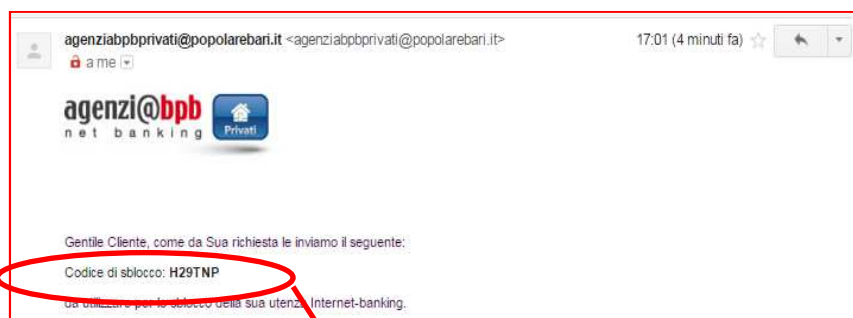 agenziabpbprivati@popolarebari.it <agenziabpbprivati@popolarebari.it> 17:01 (4 minuti fa)
a me
agenzi@bpb
net banking
Privati
Gentile Cliente, come da Sua richiesta le inviamo il seguente:
Codice di sblocco: H29TNP
da utilizzare per lo sblocco della sua utenza Internet-banking.